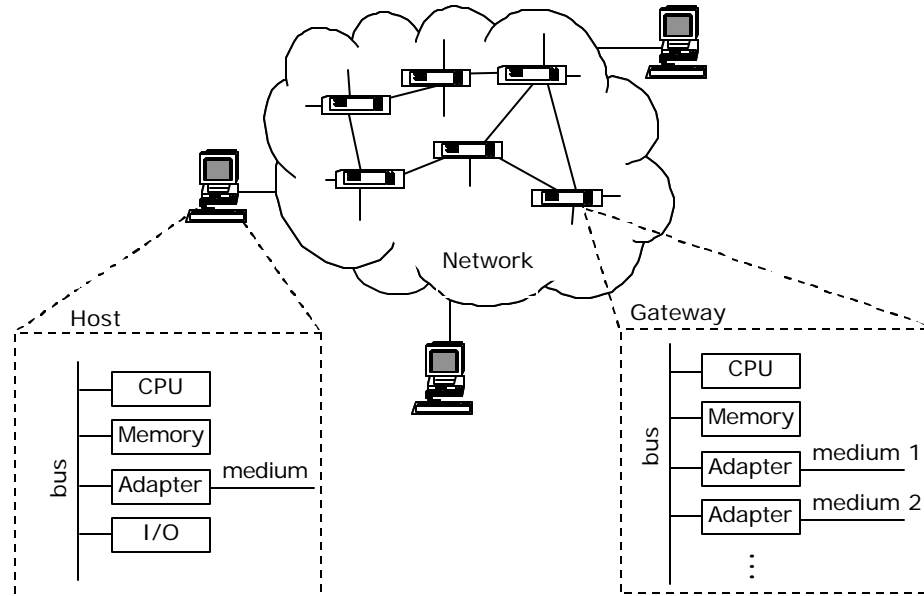 Network
Host
CPU
Memory
Adapter
medium
I/O
bus
Gateway
CPU
Memory
Adapter
medium 1
Adapter
medium 2
bus
...